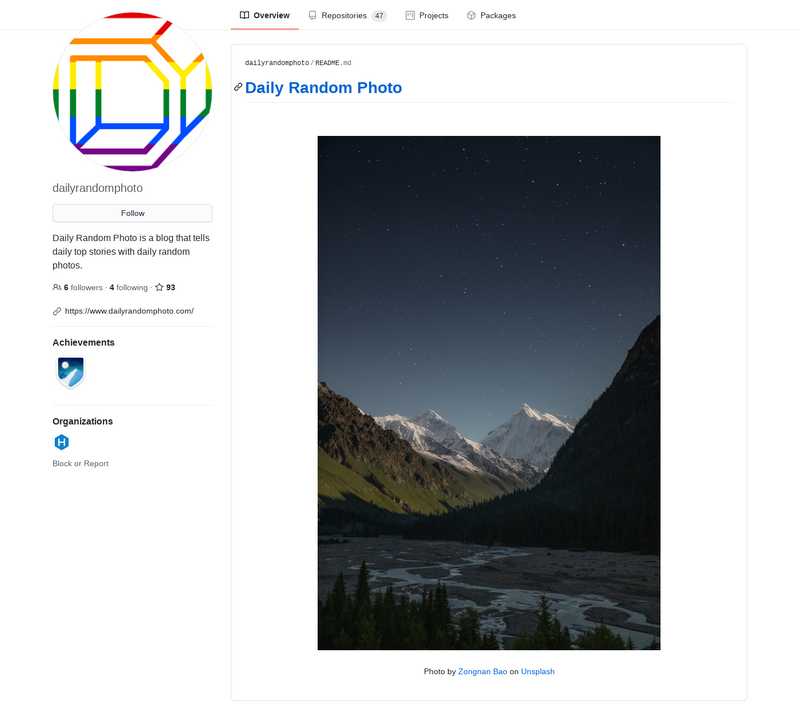 Overview
Repositories 47
Projects
Packages
dailyrandomphoto
Follow
Daily Random Photo is a blog that tells
daily top stories with daily random
photos.
6 followers · 4 following · 93
https://www.dailyrandomphoto.com/
Achievements
Organizations
H
Block or Report
dailyrandomphoto / README.md
Daily Random Photo
Photo by Zongnan Bao on Unsplash